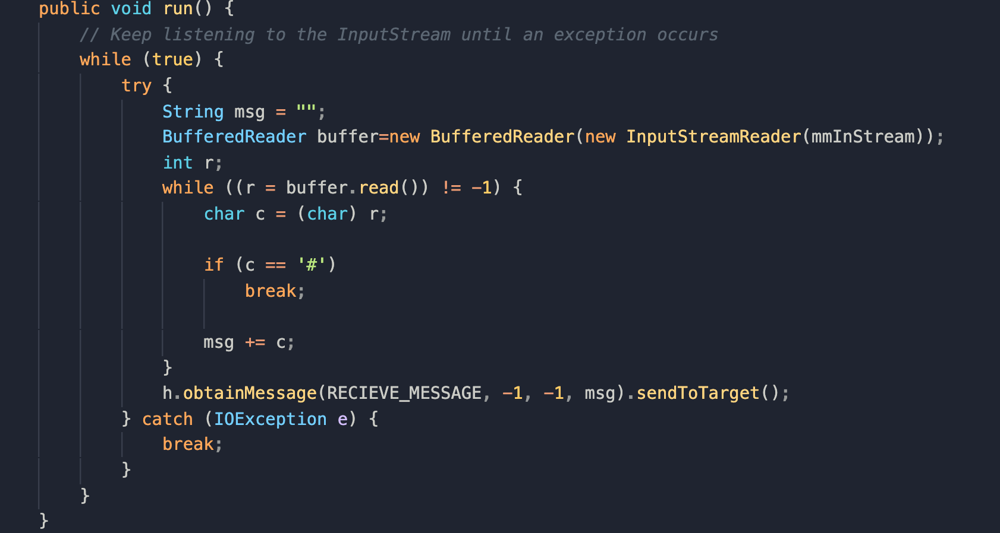 public void run() {
// Keep listening to the InputStream until an exception occurs
while (true) {
try {
String msg = "";
BufferedReader buffer=new BufferedReader(new InputStreamReader(mmInStream));
int r;
while ((r = buffer.read()) != -1) {
char c = (char) r;
if (c == '#')
break;
msg += c;
}
h.obtainMessage(RECIEVE_MESSAGE, -1, -1, msg).sendToTarget();
} catch (IOException e) {
break;
}
}
}